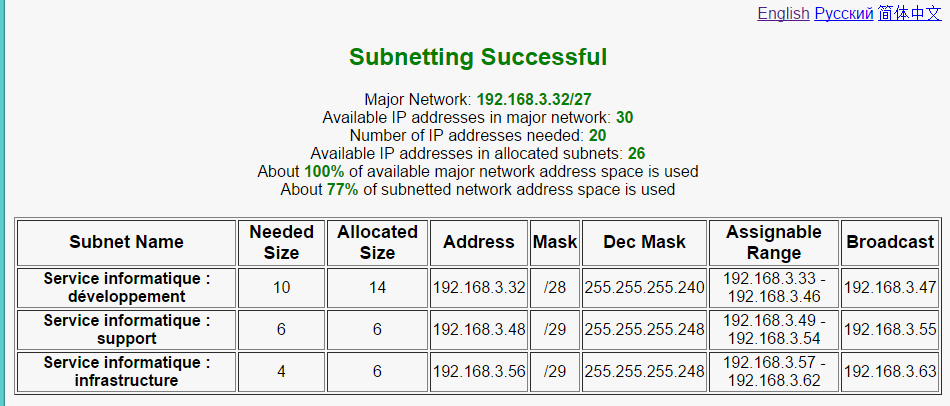 English Русский 简体中文
Subnetting Successful
Major Network: 192.168.3.32/27
Available IP addresses in major network: 30
Number of IP addresses needed: 20
Available IP addresses in allocated subnets: 26
About 100% of available major network address space is used
About 77% of subnetted network address space is used
Subnet Name Needed Size Allocated Size Address Mask Dec Mask Assignable Range Broadcast
Service informatique : développement 10 14 192.168.3.32 /28 255.255.255.240 192.168.3.33 - 192.168.3.46 192.168.3.47
Service informatique : support 6 6 192.168.3.48 /29 255.255.255.248 192.168.3.49 - 192.168.3.54 192.168.3.55
Service informatique : infrastructure 4 6 192.168.3.56 /29 255.255.255.248 192.168.3.57 - 192.168.3.62 192.168.3.63